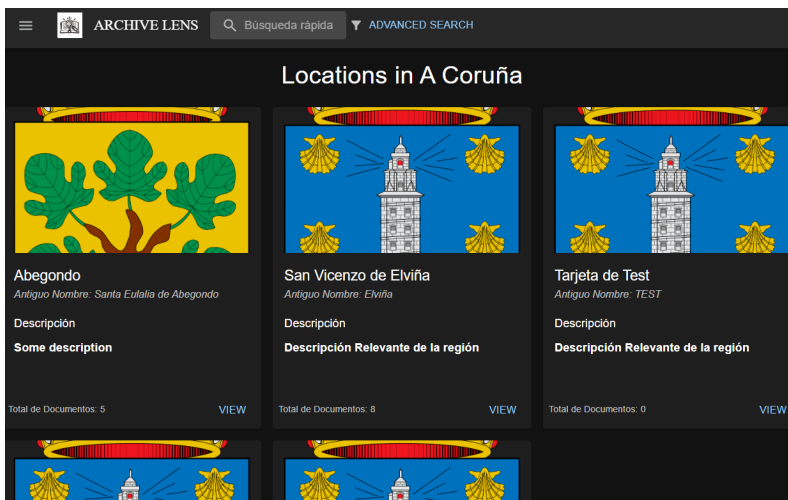 ARCHIVE LENS
Búsqueda rápida
ADVANCED SEARCH
Locations in A Coruña
Abegondo
Antiguo Nombre: Santa Eulalia de Abegondo
Descripción
Some description
Total de Documentos: 5
VIEW
San Vicenzo de Elviña
Antiguo Nombre: Elviña
Descripción
Descripción Relevante de la región
Total de Documentos: 8
VIEW
Tarjeta de Test
Antiguo Nombre: TEST
Descripción
Descripción Relevante de la región
Total de Documentos: 0
VIEW